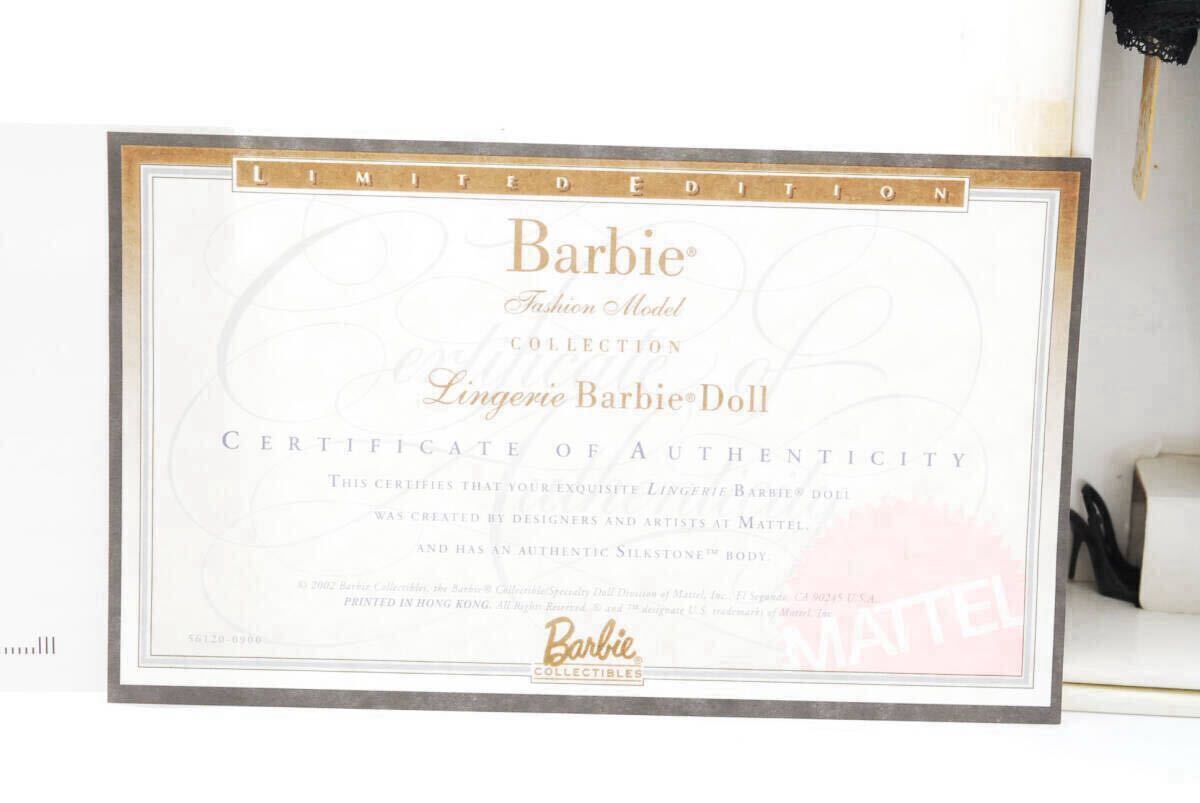 LIMITED EDITION
Barbie®
Fashion Model
COLLECTION
Lingerie Barbie® Doll
CERTIFICATE OF AUTHENTICITY
Certificate of Authenticity
THIS CERTIFIES THAT YOUR EXQUISITE LINGERIE BARBIE® DOLL
WAS CREATED BY DESIGNERS AND ARTISTS AT MATTEL,
AND HAS AN AUTHENTIC SILKSTONE™ BODY.
© 2002 Barbie Collectibles, the Barbie® Collectible/Specialty Doll Division of Mattel, Inc., El Segundo, CA 90245 U.S.A.
PRINTED IN HONG KONG. All Rights Reserved. ® and ™ designate U.S. trademarks of Mattel, Inc.
MATTEL
56120-0900
Barbie®
COLLECTIBLES